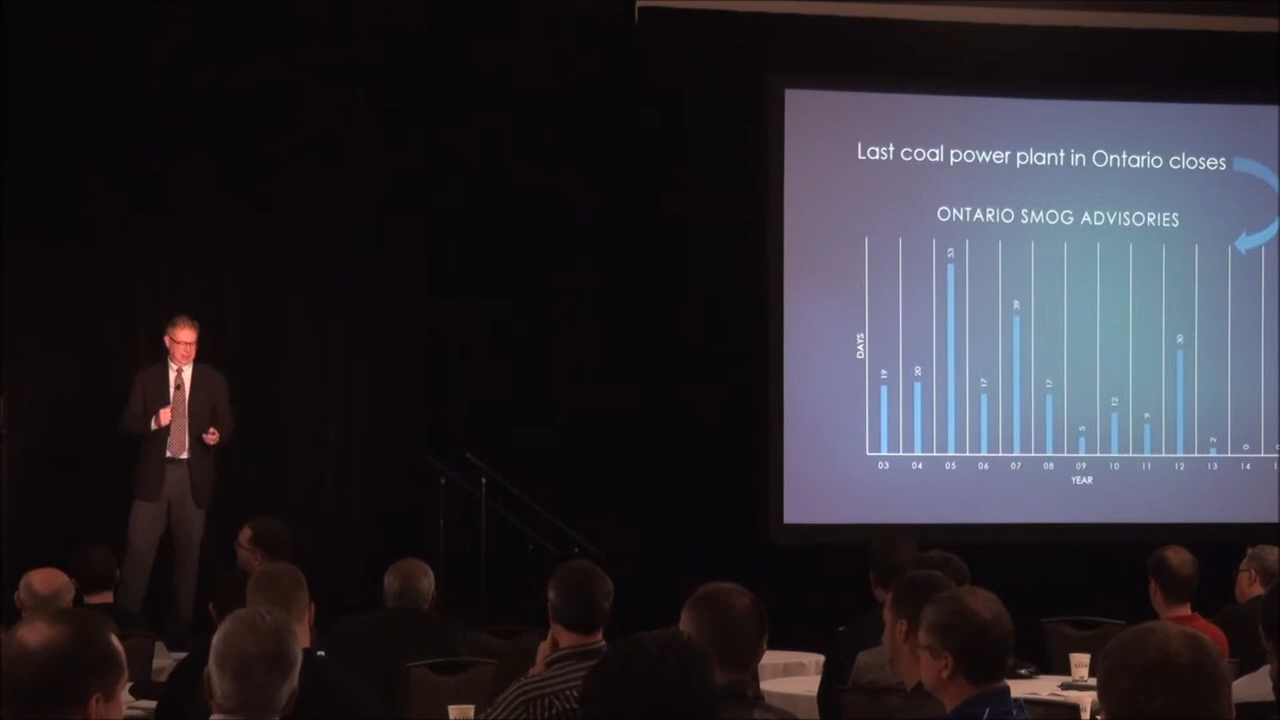 Last coal power plant in Ontario closes
ONTARIO SMOG ADVISORIES
DAYS
19 20 53 17 39 17 5 12 9 30 2 0 0
03 04 05 06 07 08 09 10 11 12 13 14
YEAR